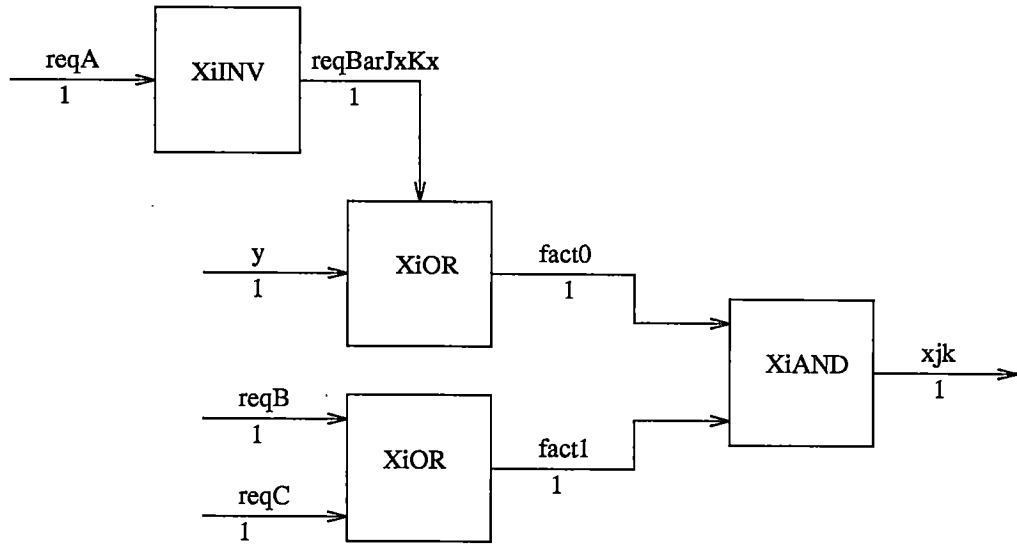 reqA
1
XiINV
reqBarJxKx
1
y
1
XiOR
fact0
1
XiAND
xjk
1
reqB
1
XiOR
fact1
1
reqC
1